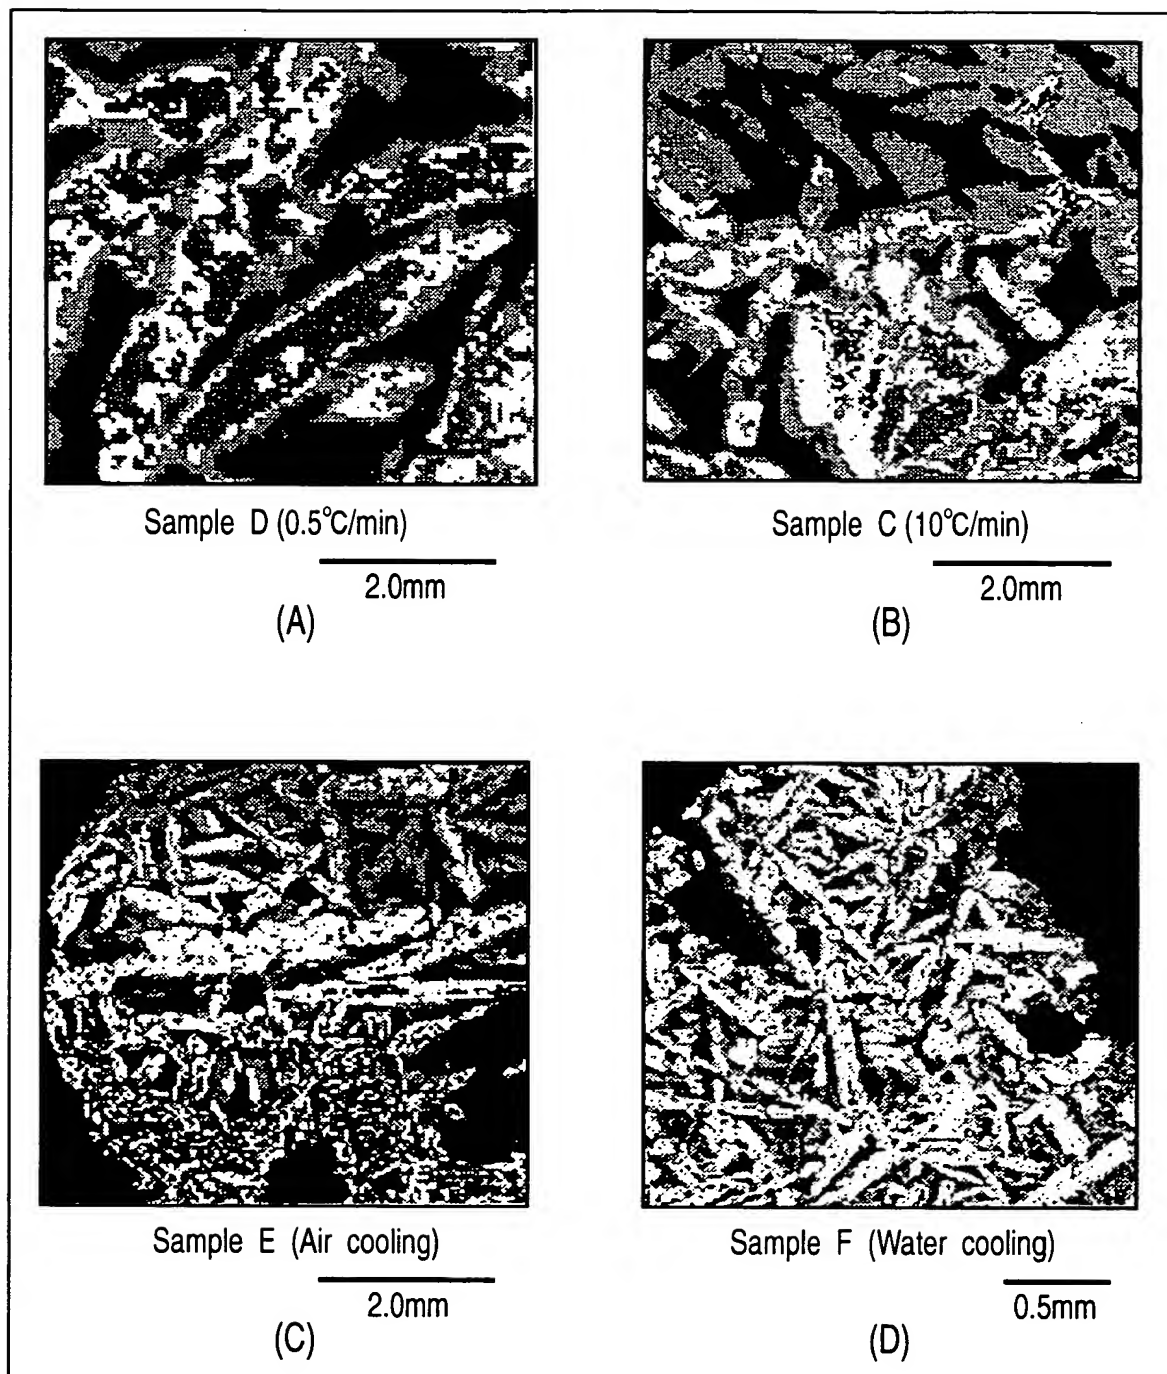 Sample D (0.5°C/min)
2.0mm
(A)
Sample C (10°C/min)
2.0mm
(B)
Sample E (Air cooling)
2.0mm
(C)
Sample F (Water cooling)
0.5mm
(D)